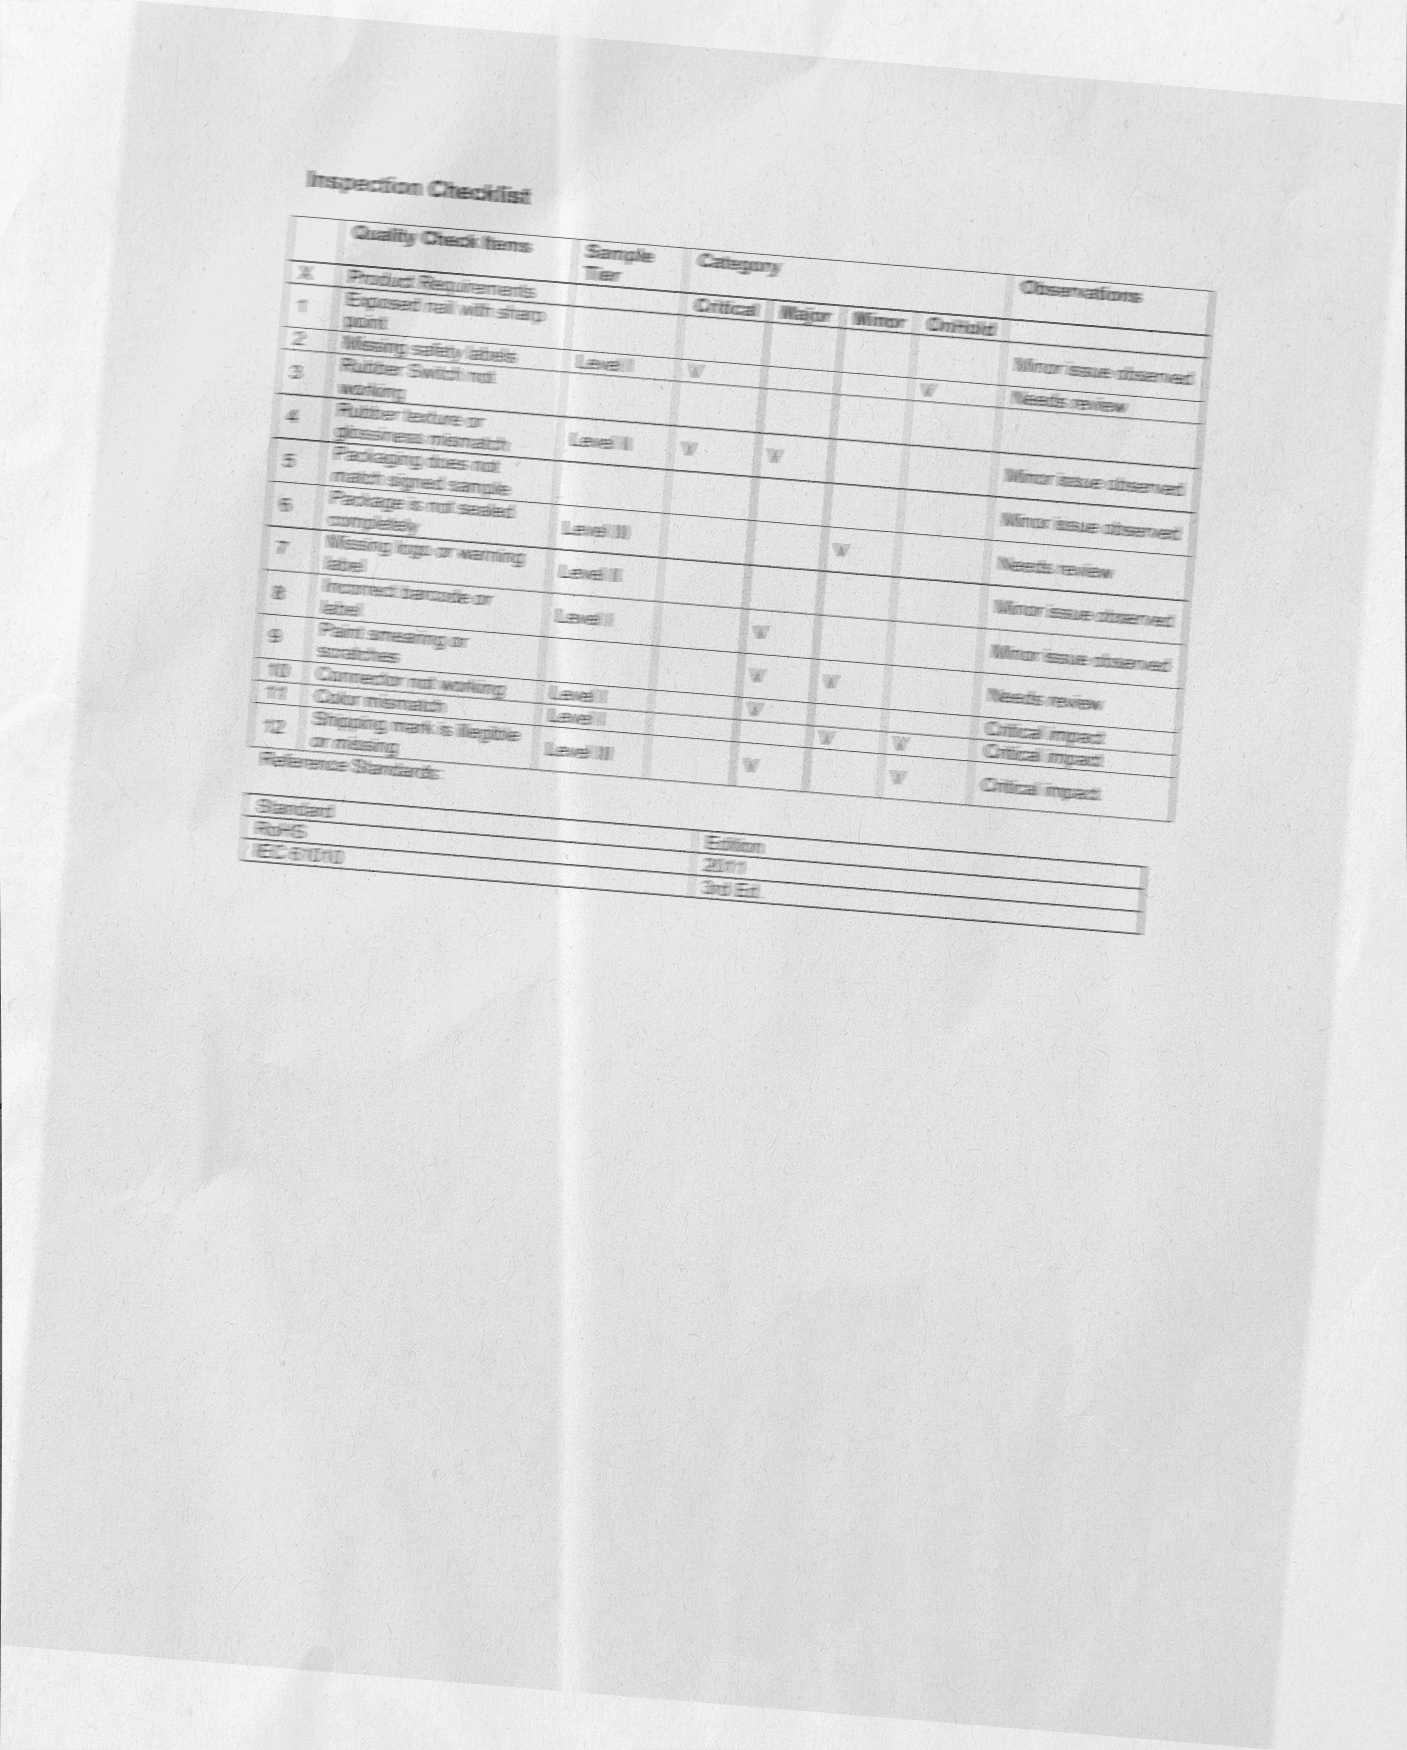 Inspection Checklist
Quality Check Items Sample Tier Category Observations
X Product Requirements Critical Major Minor OnHold
1 Exposed nail with sharp point Minor issue observed
2 Missing safety labels Level I V V Needs review
3 Rubber Switch not working
4 Rubber texture or glossiness mismatch Level II V V Minor issue observed
5 Packaging does not match signed sample Minor issue observed
6 Package is not sealed completely Level III V Needs review
7 Missing logo or warning label Level II Minor issue observed
8 Incorrect barcode or label Level I V Minor issue observed
9 Paint smearing or scratches V V Needs review
10 Connector not working Level I V Critical impact
11 Color mismatch Level I V V Critical impact
12 Shipping mark is illegible or missing Level III V V Critical impact
Reference Standards:
Standard Edition
RoHS 2011
IEC 61010 3rd Ed.